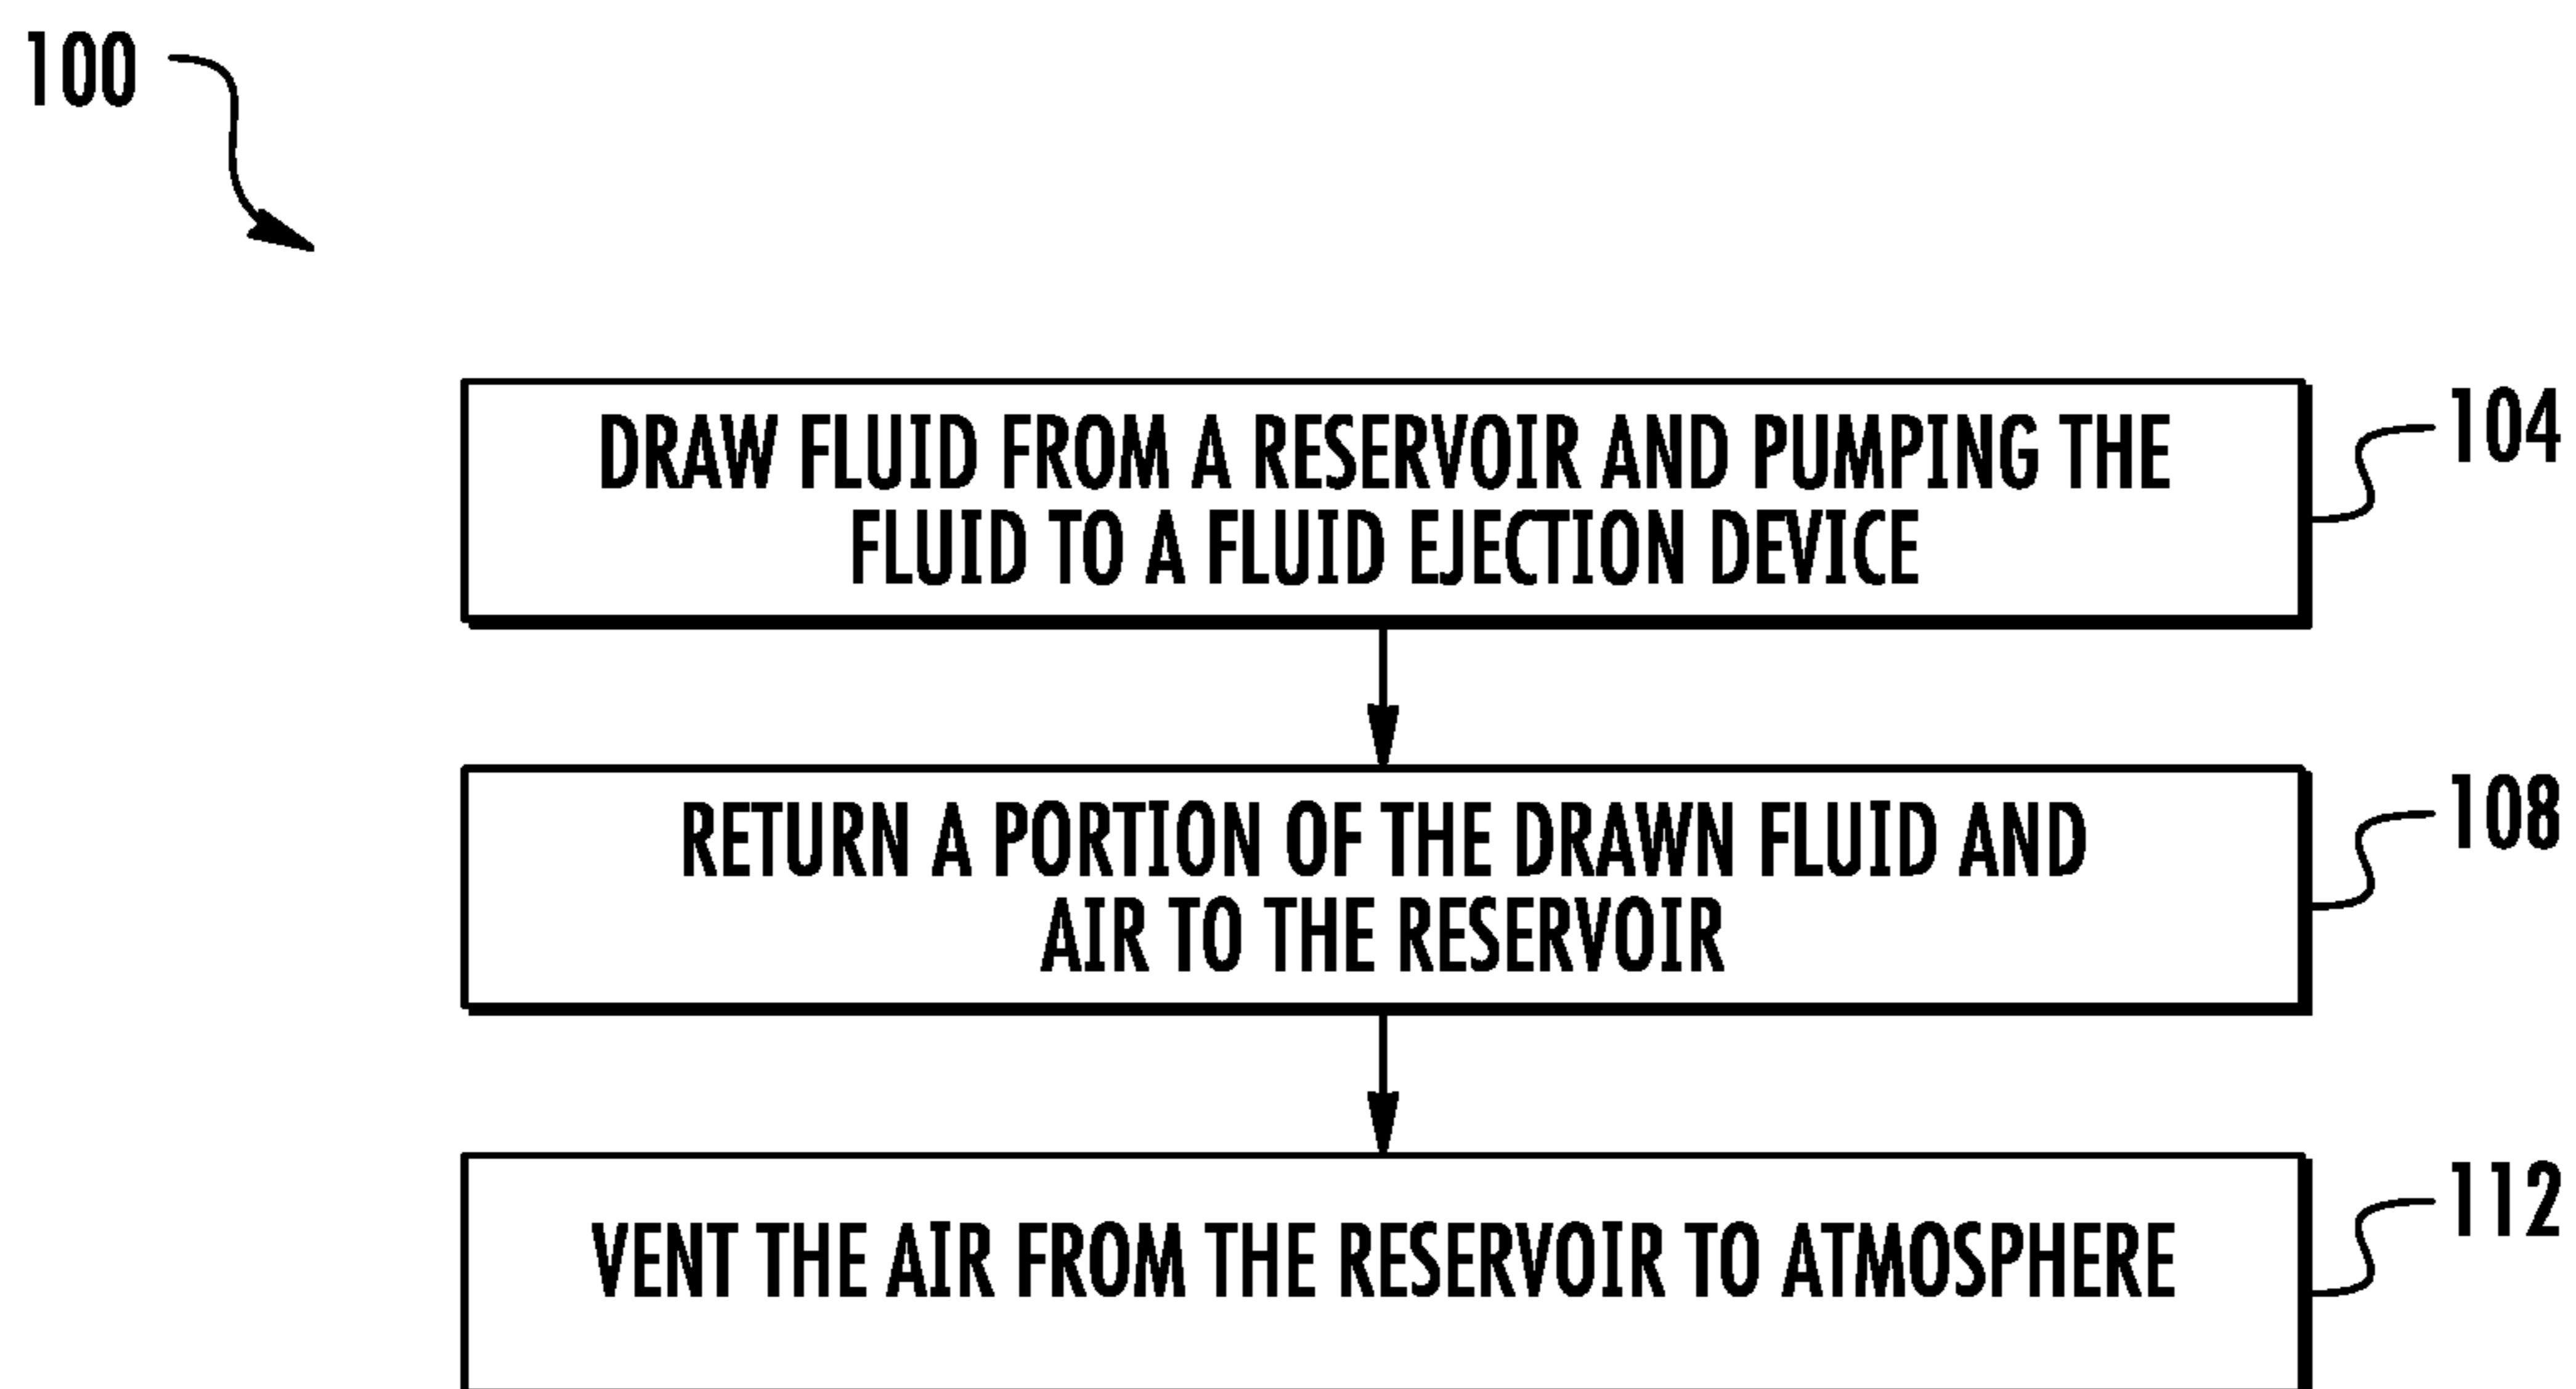 100
DRAW FLUID FROM A RESERVOIR AND PUMPING THE
FLUID TO A FLUID EJECTION DEVICE
104
RETURN A PORTION OF THE DRAWN FLUID AND
AIR TO THE RESERVOIR
108
VENT THE AIR FROM THE RESERVOIR TO ATMOSPHERE
112